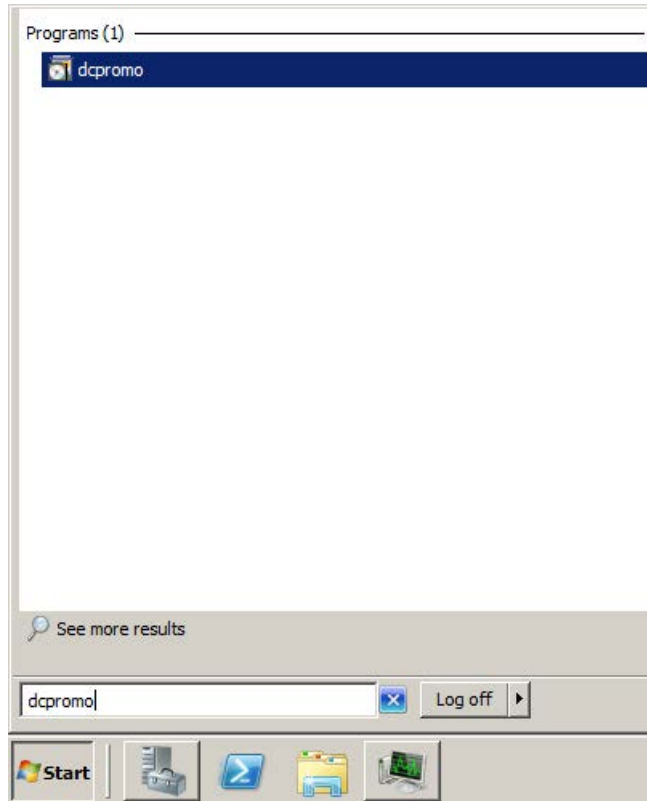 Programs (1)
dcpromo
See more results
dcpromo
Log off
Start